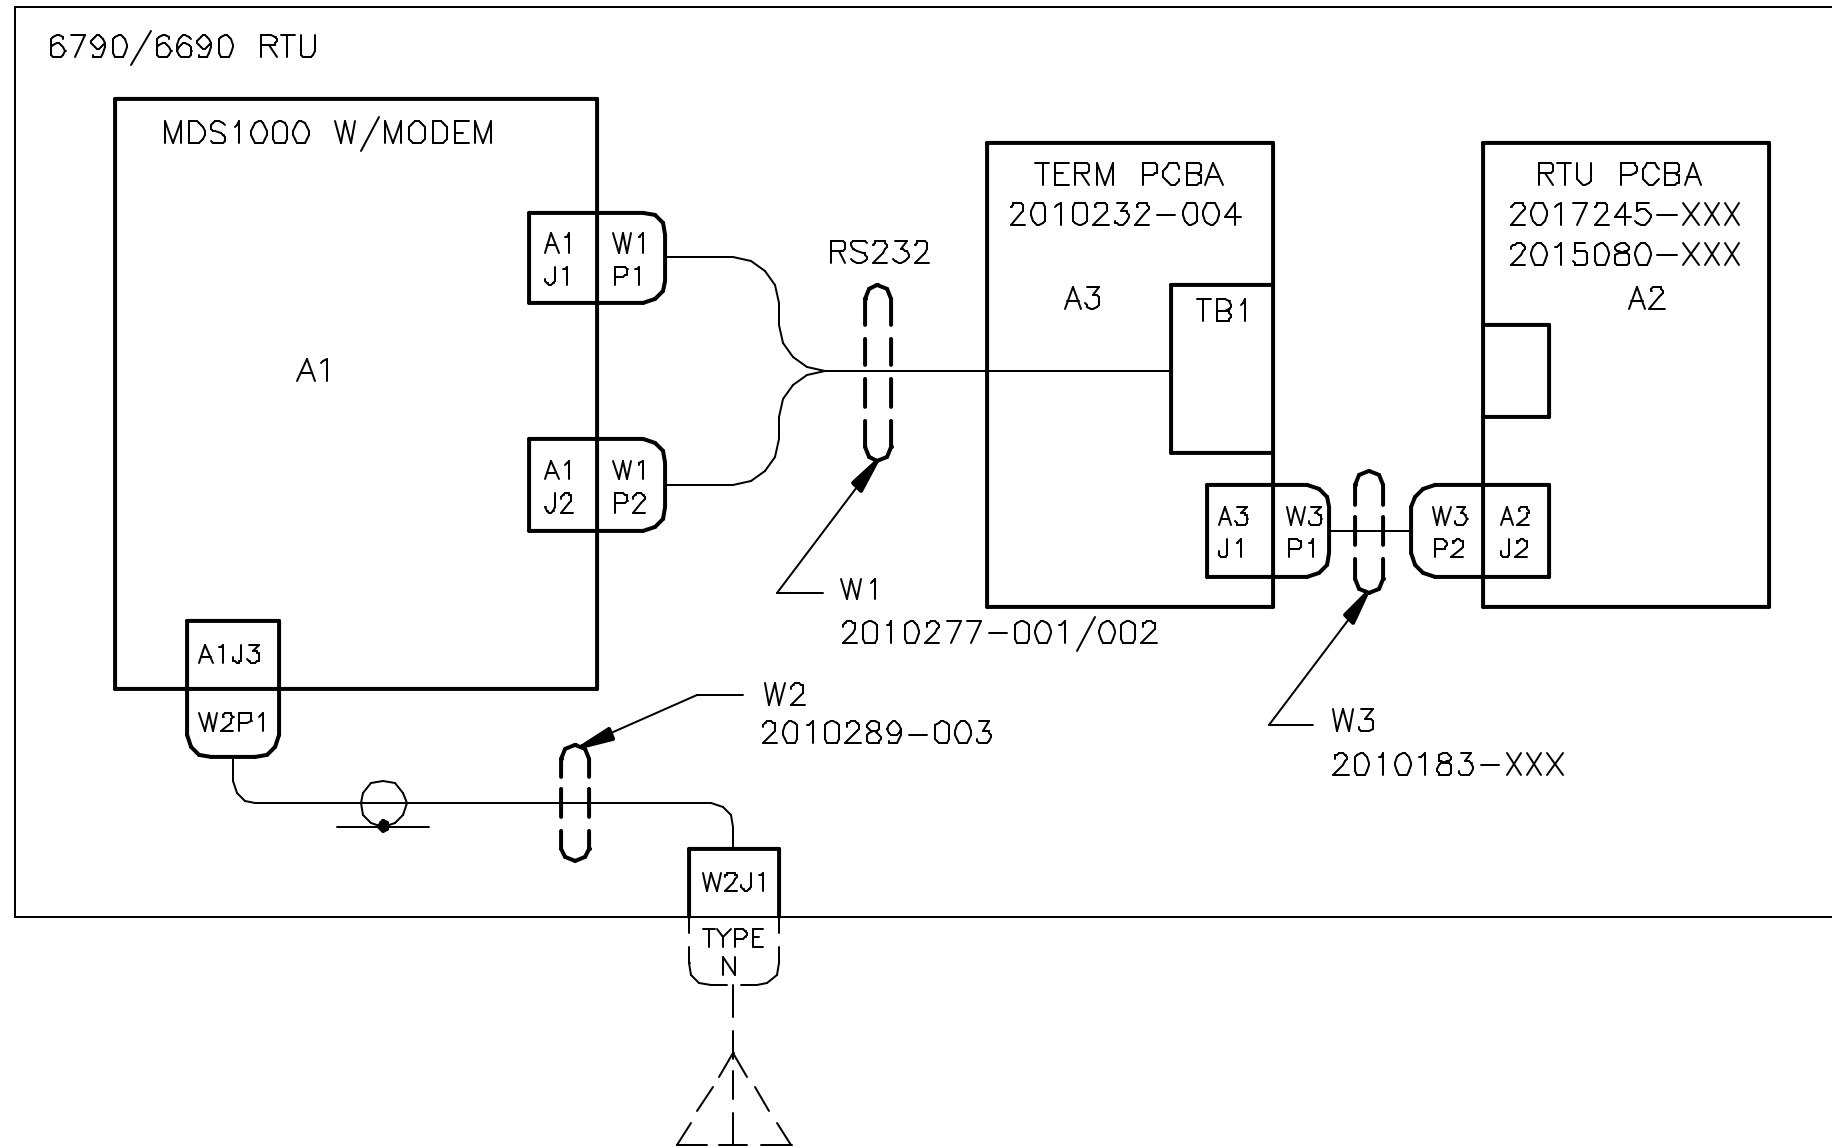 6790/6690 RTU
MDS1000 W/MODEM
A1
J1
W1
P1
A1
A1
J2
W1
P2
A1J3
W2P1
RS232
W1
2010277-001/002
W2
2010289-003
TERM PCBA
2010232-004
A3
TB1
A3
J1
W3
P1
W3
P2
A2
J2
RTU PCBA
2017245-XXX
2015080-XXX
A2
W3
2010183-XXX
W2J1
TYPE
N